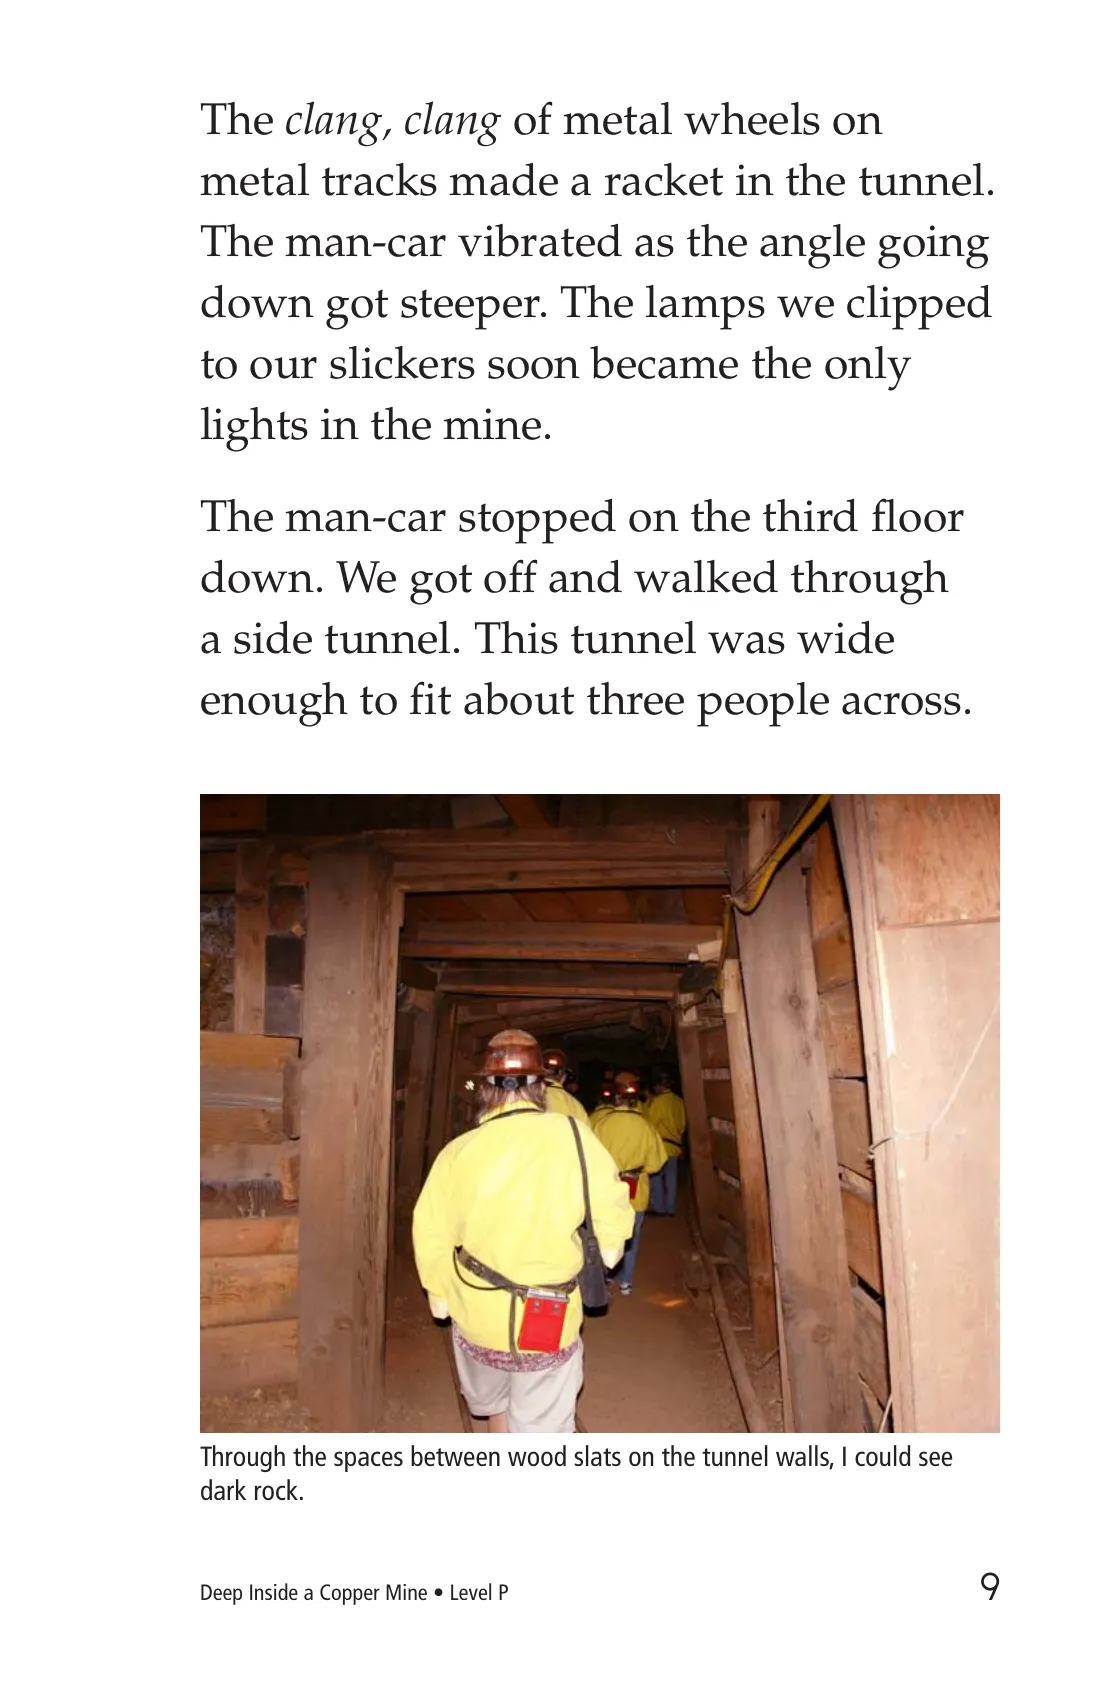 The clang, clang of metal wheels on
metal tracks made a racket in the tunnel.
The man-car vibrated as the angle going
down got steeper. The lamps we clipped
to our slickers soon became the only
lights in the mine.
The man-car stopped on the third floor
down. We got off and walked through
a side tunnel. This tunnel was wide
enough to fit about three people across.
Through the spaces between wood slats on the tunnel walls, I could see
dark rock.
Deep Inside a Copper Mine • Level P
9